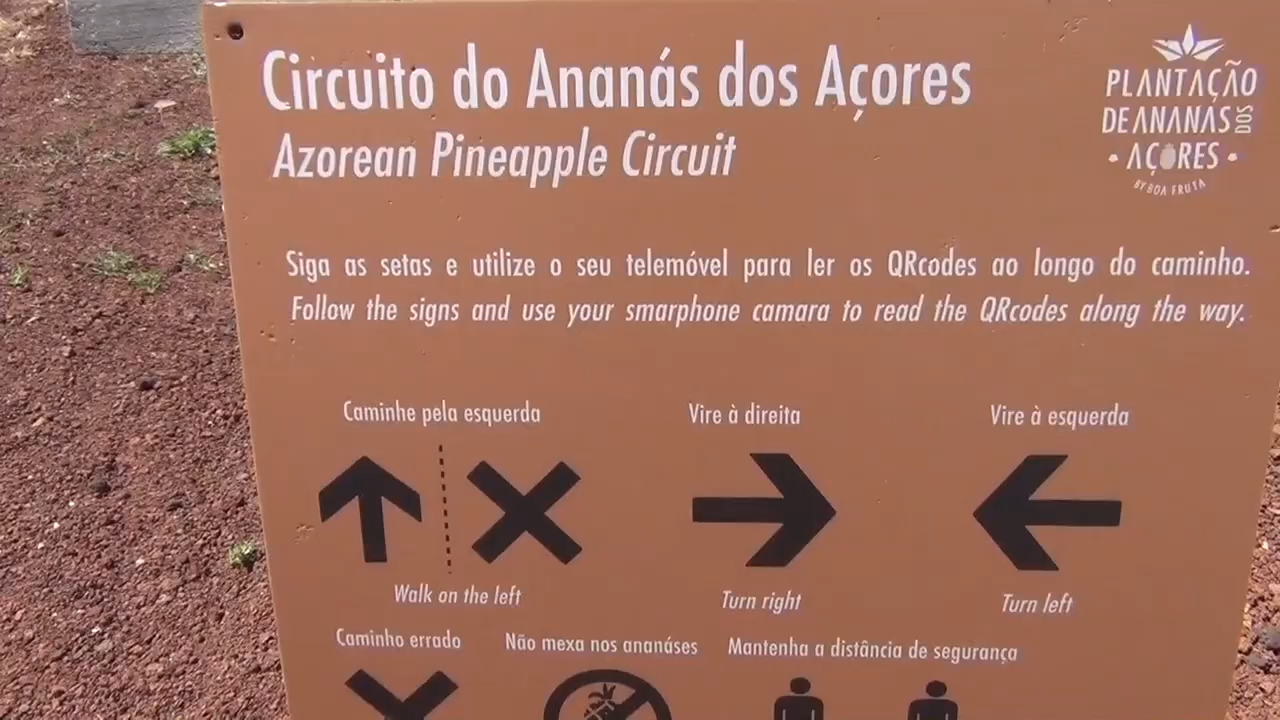 Circuito do Ananás dos Açores
Azorean Pineapple Circuit
PLANTAÇÃO
DE ANANÁS DOS
AÇORES
BY BOA FRUTA
Siga as setas e utilize o seu telemóvel para ler os QRcodes ao longo do caminho.
Follow the signs and use your smarphone camara to read the QRcodes along the way.
Caminhe pela esquerda
Vire à direita
Vire à esquerda
Walk on the left
Turn right
Turn left
Caminho errado
Não mexa nos ananáses
Mantenha a distância de segurança